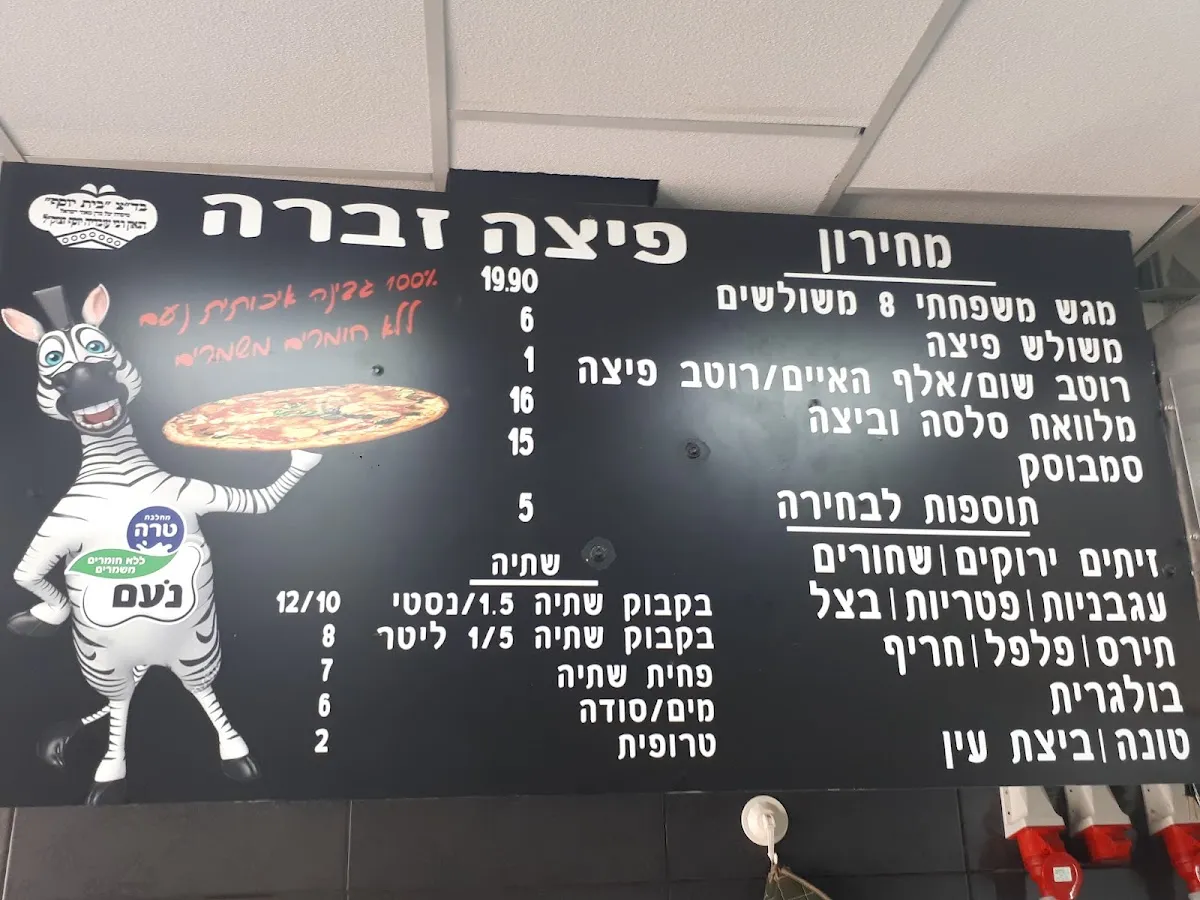 בד"צ "בית יוסף"
פיצה זברה
100% גבינה איכותית נעם
ללא חומרים משמרים
מחירון
מגש משפחתי 8 משולשים 19.90
משולש פיצה 6
רוטב שום/אלף האיים/רוטב פיצה 1
מלוואח סלסה וביצה 16
סמבוסק 15
תוספות לבחירה 5
זיתים ירוקים|שחורים
עגבניות|פטריות|בצל
תירס|פלפל|חריף
בולגרית
טונה|ביצת עין
שתיה
בקבוק שתיה 1.5/נסטי 12/10
בקבוק שתיה 1/5 ליטר 8
פחית שתיה 7
מים/סודה 6
טרופית 2
מחלבת
טרה
ללא חומרים
משמרים
נעם